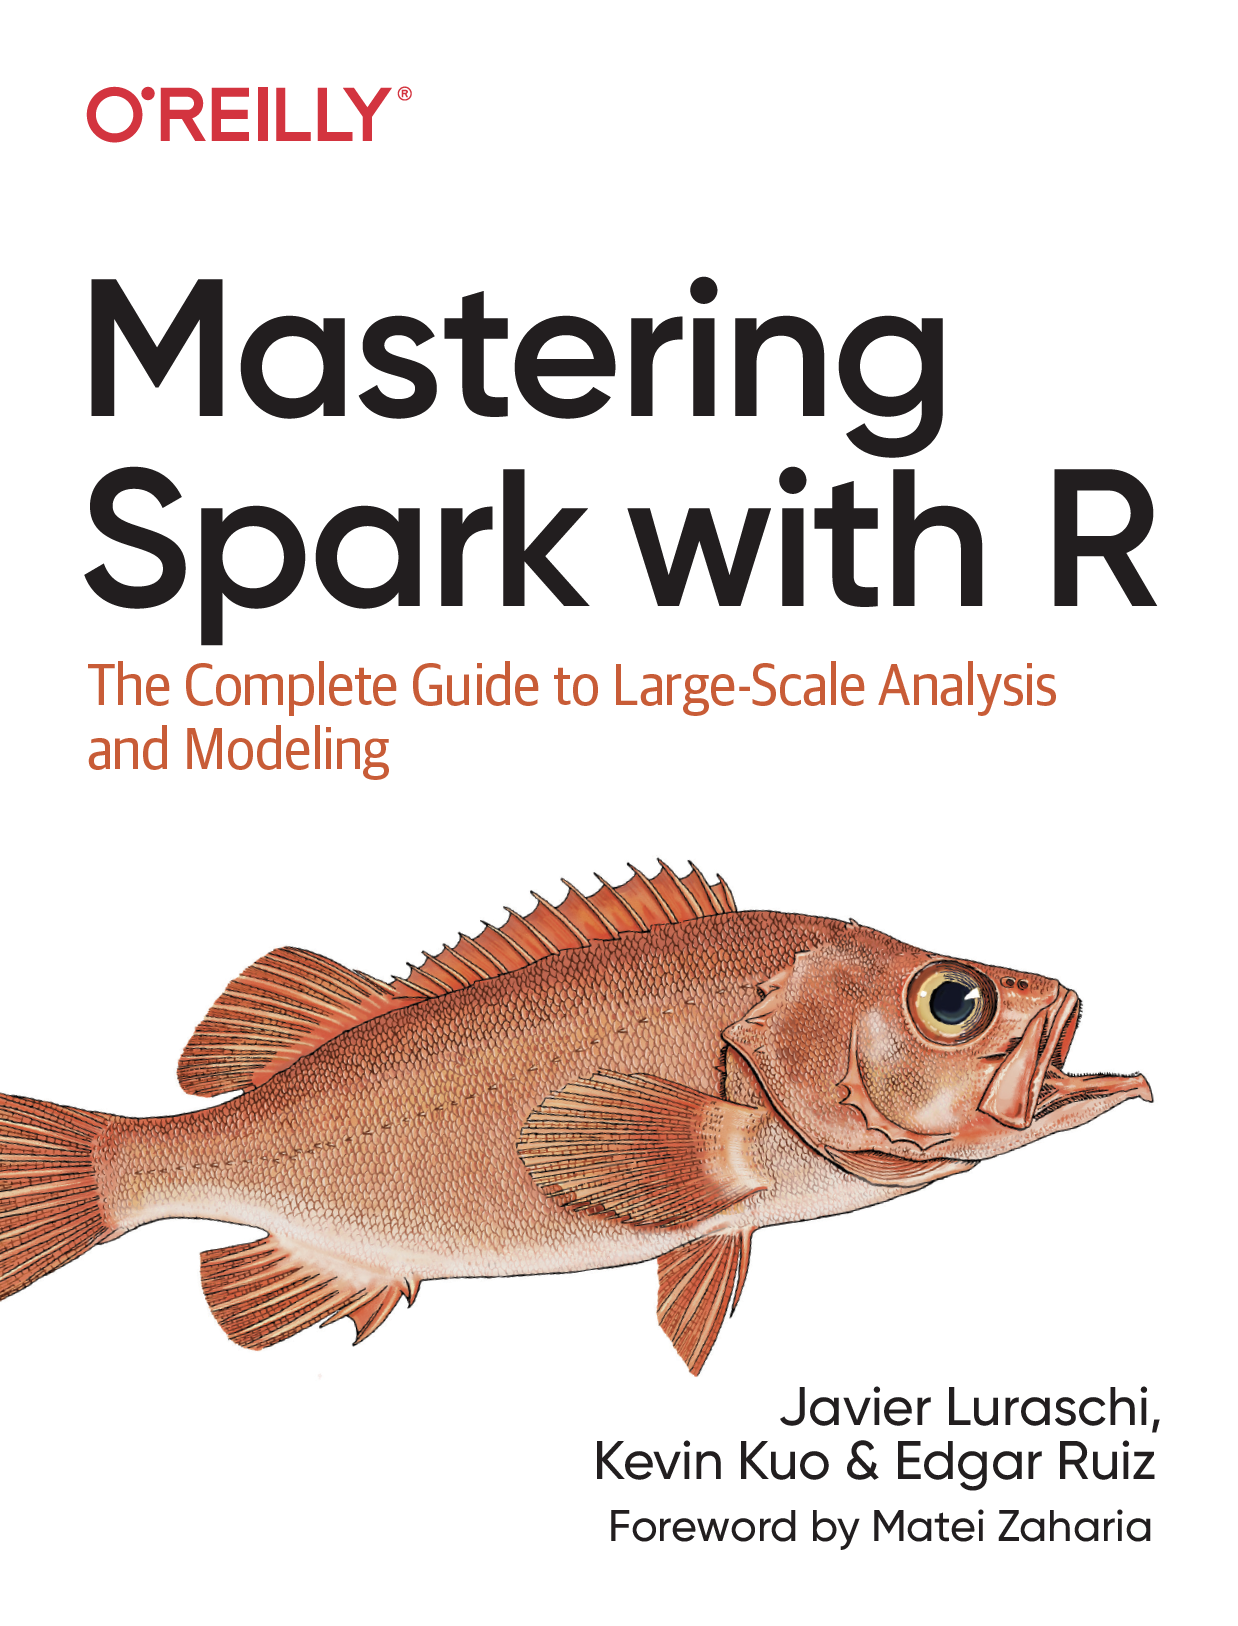 O'REILLY®
Mastering
Spark with R
The Complete Guide to Large-Scale Analysis
and Modeling
Javier Luraschi,
Kevin Kuo & Edgar Ruiz
Foreword by Matei Zaharia